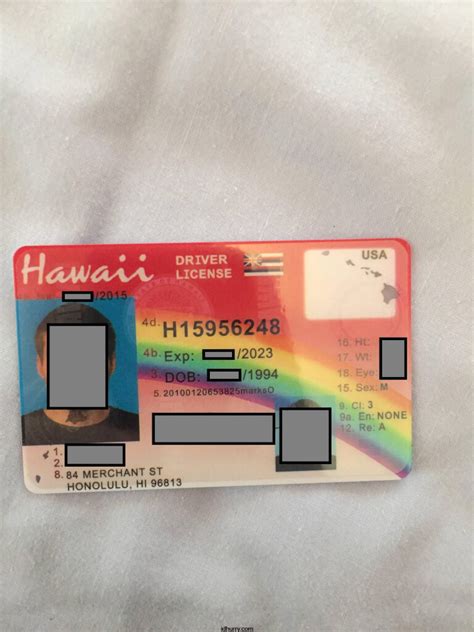 Hawaii
DRIVER
LICENSE
USA
/2015
4d. H15956248
4b. Exp: /2023
3. DOB: /1994
5. 20100120653825marksO
16. Ht:
17. Wt:
18. Eye:
15. Sex: M
9. Cl: 3
9a. En: NONE
12. Re: A
1.
2.
8. 84 MERCHANT ST
HONOLULU, HI 96813
idhurry.com